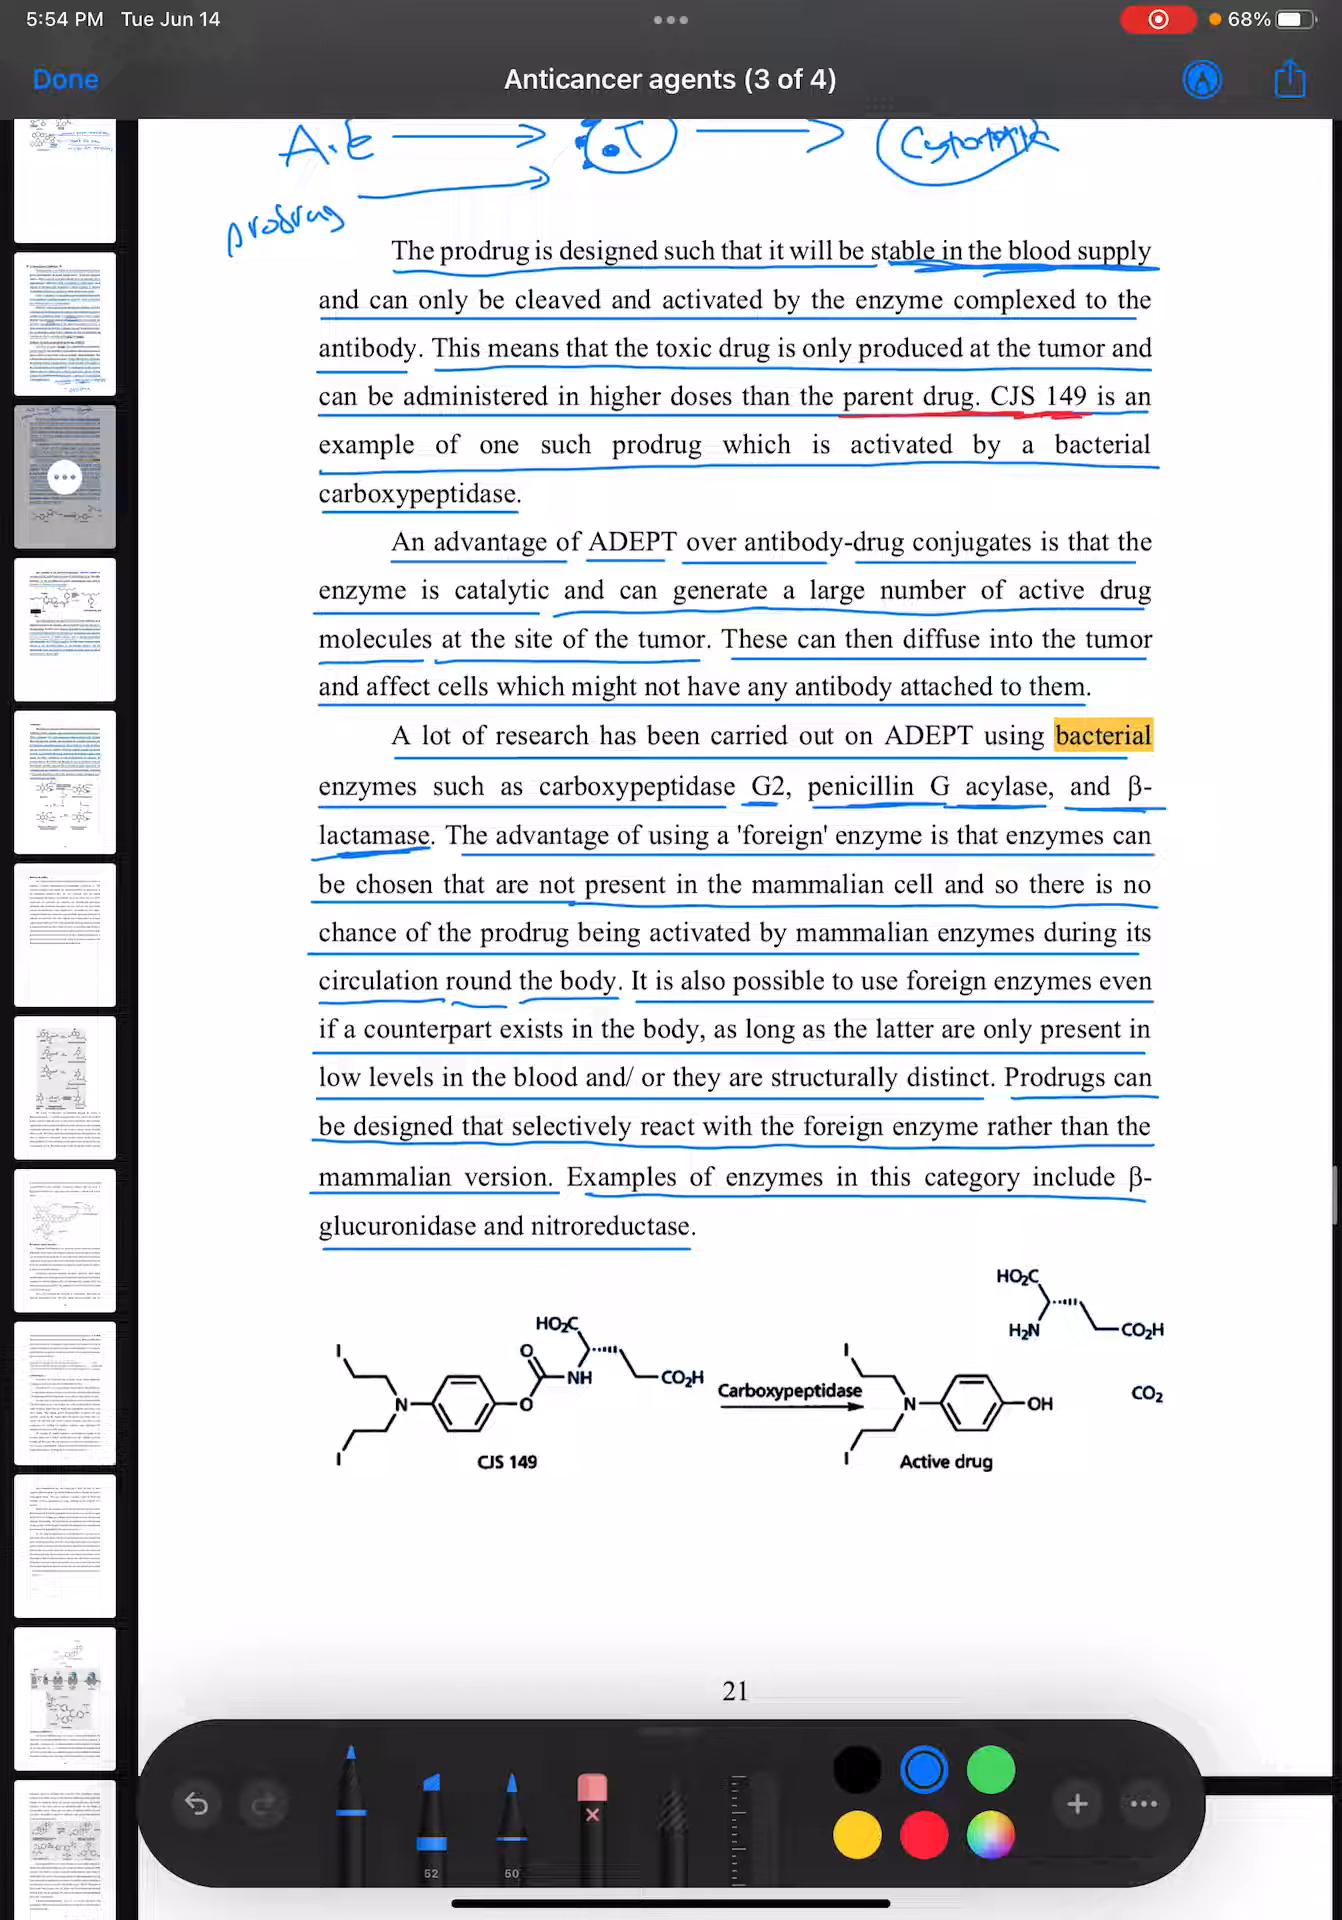 5:54 PM Tue Jun 14
68%
Done
Anticancer agents (3 of 4)
A.E T Cytotoxic
prodrug
The prodrug is designed such that it will be stable in the blood supply
and can only be cleaved and activated by the enzyme complexed to the
antibody. This means that the toxic drug is only produced at the tumor and
can be administered in higher doses than the parent drug. CJS 149 is an
example of one such prodrug which is activated by a bacterial
carboxypeptidase.
An advantage of ADEPT over antibody-drug conjugates is that the
enzyme is catalytic and can generate a large number of active drug
molecules at the site of the tumor. These can then diffuse into the tumor
and affect cells which might not have any antibody attached to them.
A lot of research has been carried out on ADEPT using bacterial
enzymes such as carboxypeptidase G2, penicillin G acylase, and β-
lactamase. The advantage of using a 'foreign' enzyme is that enzymes can
be chosen that are not present in the mammalian cell and so there is no
chance of the prodrug being activated by mammalian enzymes during its
circulation round the body. It is also possible to use foreign enzymes even
if a counterpart exists in the body, as long as the latter are only present in
low levels in the blood and/ or they are structurally distinct. Prodrugs can
be designed that selectively react with the foreign enzyme rather than the
mammalian version. Examples of enzymes in this category include β-
glucuronidase and nitroreductase.
HO₂C
H₂N CO₂H
HO₂C
I O NH CO₂H
N O
I
CJS 149
Carboxypeptidase
I
N OH
I
Active drug
CO₂
21
52 50